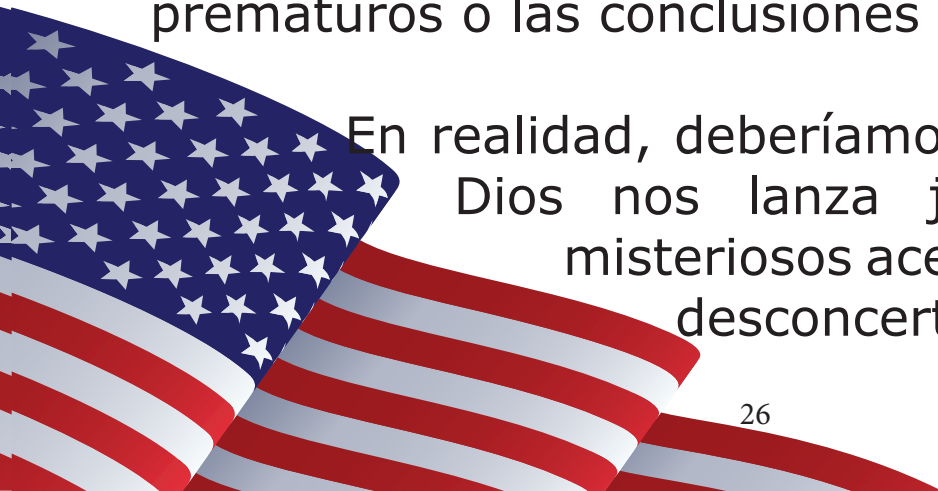 prematuros o las conclusiones
En realidad, deberíamo
Dios nos lanza j
misteriosos ace
desconcert
26